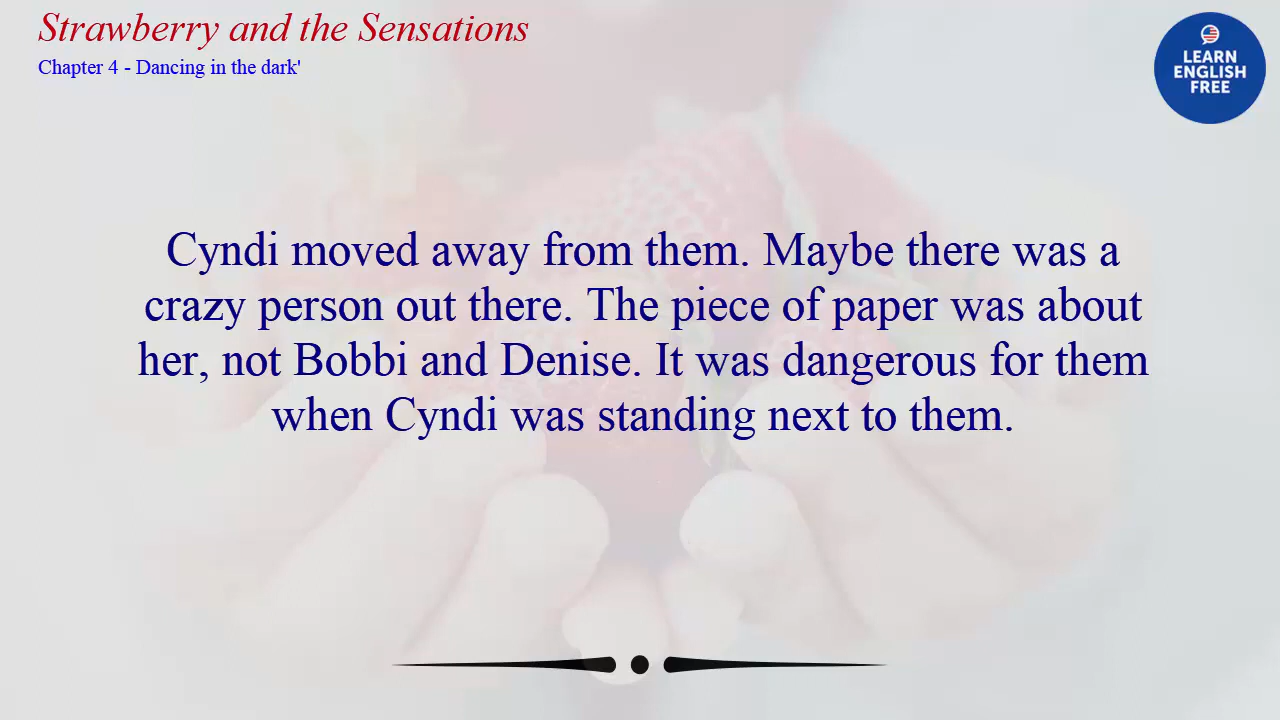 Strawberry and the Sensations
Chapter 4 - Dancing in the dark'
LEARN
ENGLISH
FREE
Cyndi moved away from them. Maybe there was a
crazy person out there. The piece of paper was about
her, not Bobbi and Denise. It was dangerous for them
when Cyndi was standing next to them.